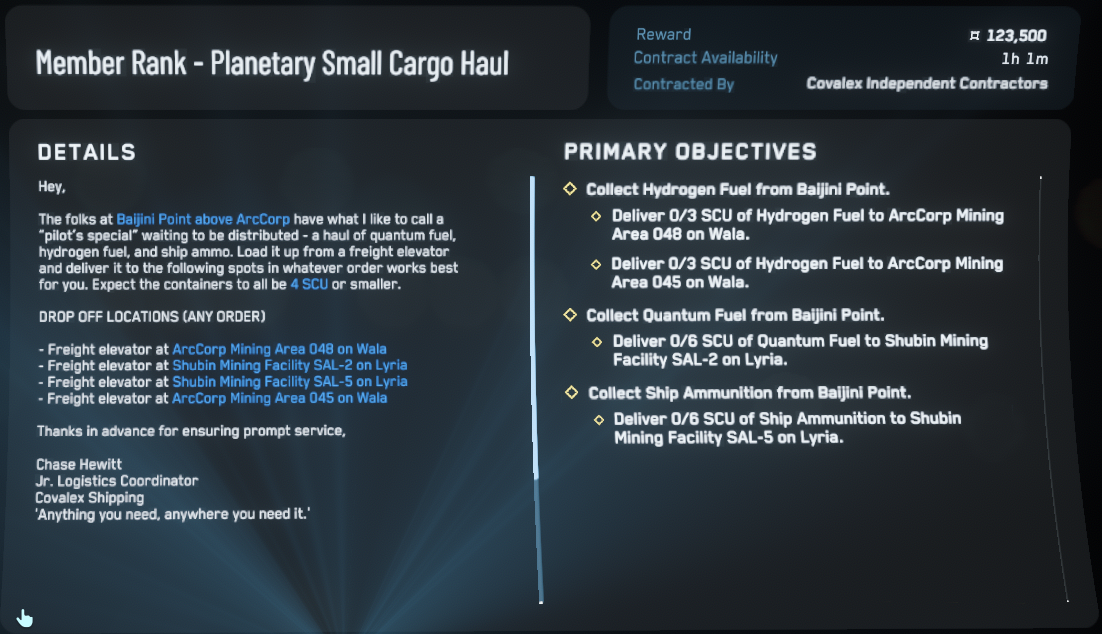 Member Rank - Planetary Small Cargo Haul
Reward ¤ 123,500
Contract Availability 1h 1m
Contracted By Covalex Independent Contractors
DETAILS
Hey,
The folks at Baijini Point above ArcCorp have what I like to call a
"pilot's special" waiting to be distributed - a haul of quantum fuel,
hydrogen fuel, and ship ammo. Load it up from a freight elevator
and deliver it to the following spots in whatever order works best
for you. Expect the containers to all be 4 SCU or smaller.
DROP OFF LOCATIONS (ANY ORDER)
- Freight elevator at ArcCorp Mining Area 048 on Wala
- Freight elevator at Shubin Mining Facility SAL-2 on Lyria
- Freight elevator at Shubin Mining Facility SAL-5 on Lyria
- Freight elevator at ArcCorp Mining Area 045 on Wala
Thanks in advance for ensuring prompt service,
Chase Hewitt
Jr. Logistics Coordinator
Covalex Shipping
'Anything you need, anywhere you need it.'
PRIMARY OBJECTIVES
Collect Hydrogen Fuel from Baijini Point.
Deliver 0/3 SCU of Hydrogen Fuel to ArcCorp Mining
Area 048 on Wala.
Deliver 0/3 SCU of Hydrogen Fuel to ArcCorp Mining
Area 045 on Wala.
Collect Quantum Fuel from Baijini Point.
Deliver 0/6 SCU of Quantum Fuel to Shubin Mining
Facility SAL-2 on Lyria.
Collect Ship Ammunition from Baijini Point.
Deliver 0/6 SCU of Ship Ammunition to Shubin
Mining Facility SAL-5 on Lyria.